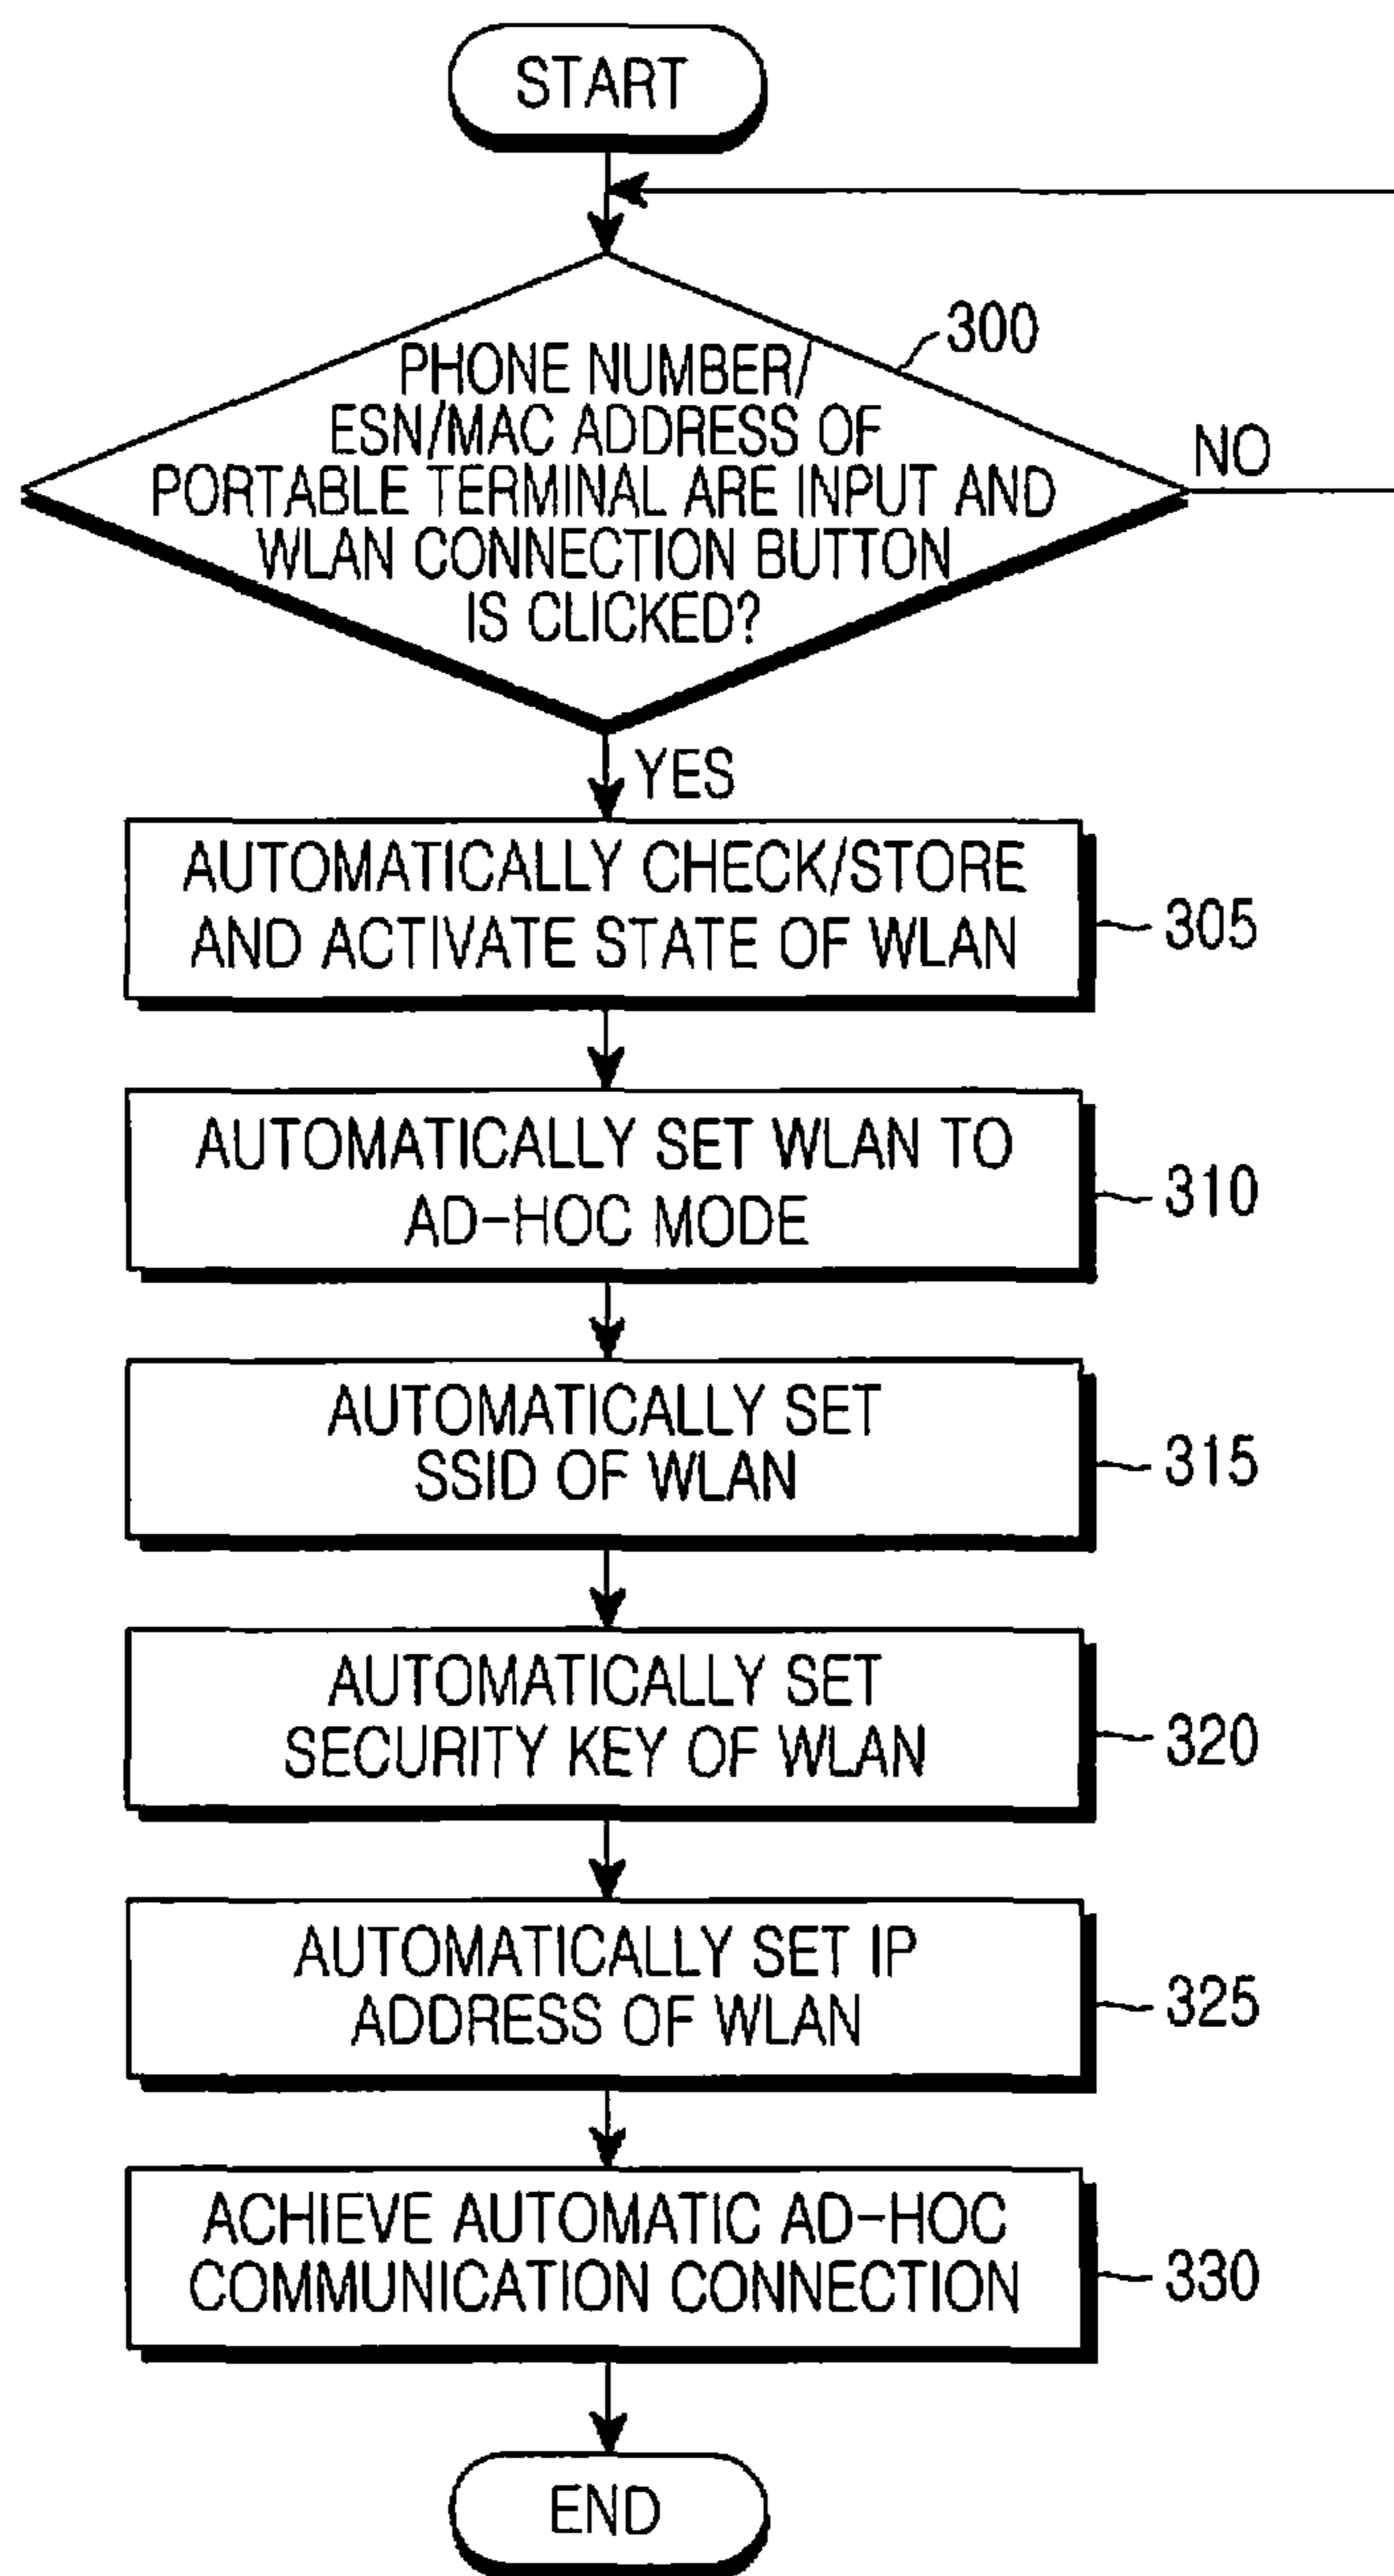 START
300
PHONE NUMBER/
ESN/MAC ADDRESS OF
PORTABLE TERMINAL ARE INPUT AND
WLAN CONNECTION BUTTON
IS CLICKED?
NO
YES
AUTOMATICALLY CHECK/STORE
AND ACTIVATE STATE OF WLAN
305
AUTOMATICALLY SET WLAN TO
AD-HOC MODE
310
AUTOMATICALLY SET
SSID OF WLAN
315
AUTOMATICALLY SET
SECURITY KEY OF WLAN
320
AUTOMATICALLY SET IP
ADDRESS OF WLAN
325
ACHIEVE AUTOMATIC AD-HOC
COMMUNICATION CONNECTION
330
END